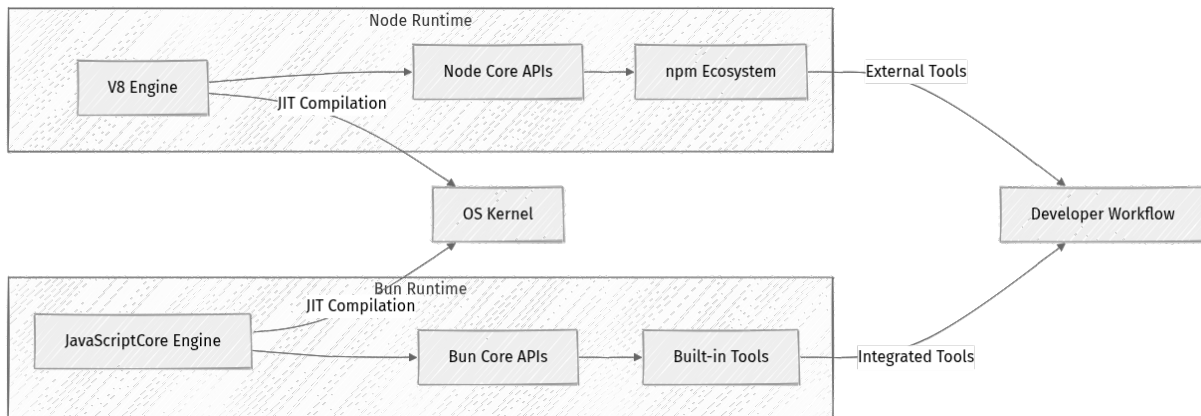 Node Runtime
V8 Engine
Node Core APIs
npm Ecosystem
External Tools
JIT Compilation
OS Kernel
Developer Workflow
Bun Runtime
JIT Compilation
JavaScriptCore Engine
Bun Core APIs
Built-in Tools
Integrated Tools